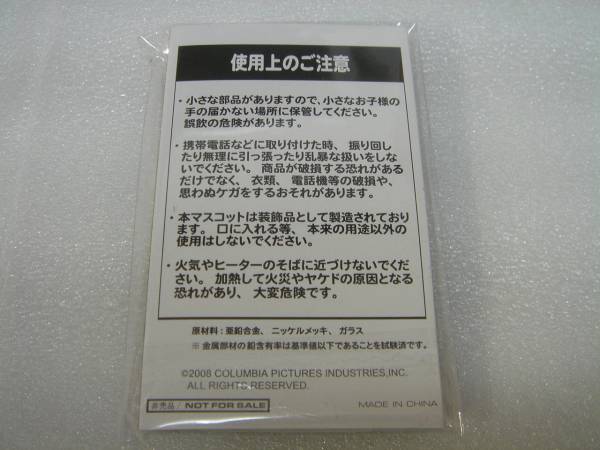 使用上のご注意
・小さな部品がありますので、小さなお子様の
手の届かない場所に保管してください。
誤飲の危険があります。
・携帯電話などに取り付けた時、振り回し
たり無理に引っ張ったり乱暴な扱いをしな
いでください。商品が破損する恐れがある
だけでなく、衣類、電話機等の破損や、
思わぬケガをするおそれがあります。
・本マスコットは装飾品として製造されており
ます。口に入れる等、本来の用途以外の
使用はしないでください。
・火気やヒーターのそばに近づけないでくだ
さい。加熱して火災やヤケドの原因となる
恐れがあり、大変危険です。
原材料：亜鉛合金、ニッケルメッキ、ガラス
※金属部材の鉛含有率は基準値以下であることを試験済です。
©2008 COLUMBIA PICTURES INDUSTRIES,INC.
ALL RIGHTS RESERVED.
非売品 / NOT FOR SALE
MADE IN CHINA